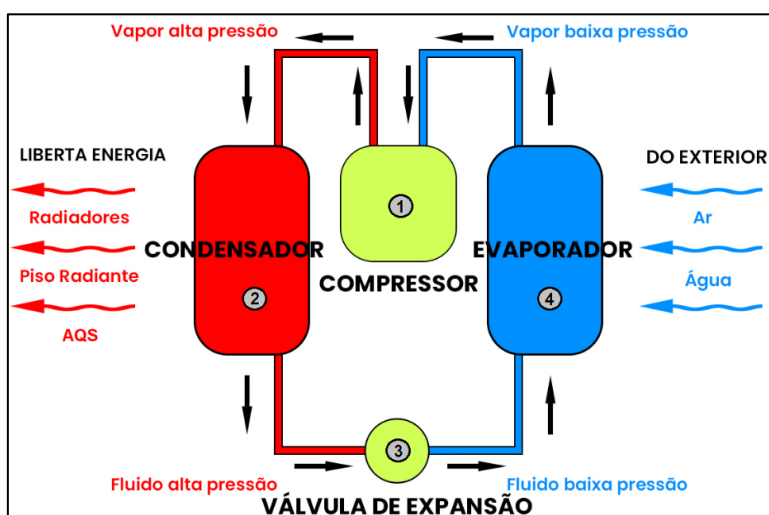 Vapor alta pressão
Vapor baixa pressão
LIBERTA ENERGIA
DO EXTERIOR
1
Radiadores
Ar
CONDENSADOR
EVAPORADOR
Piso Radiante
COMPRESSOR
Água
2
4
AQS
3
Fluido alta pressão
Fluido baixa pressão
VÁLVULA DE EXPANSÃO